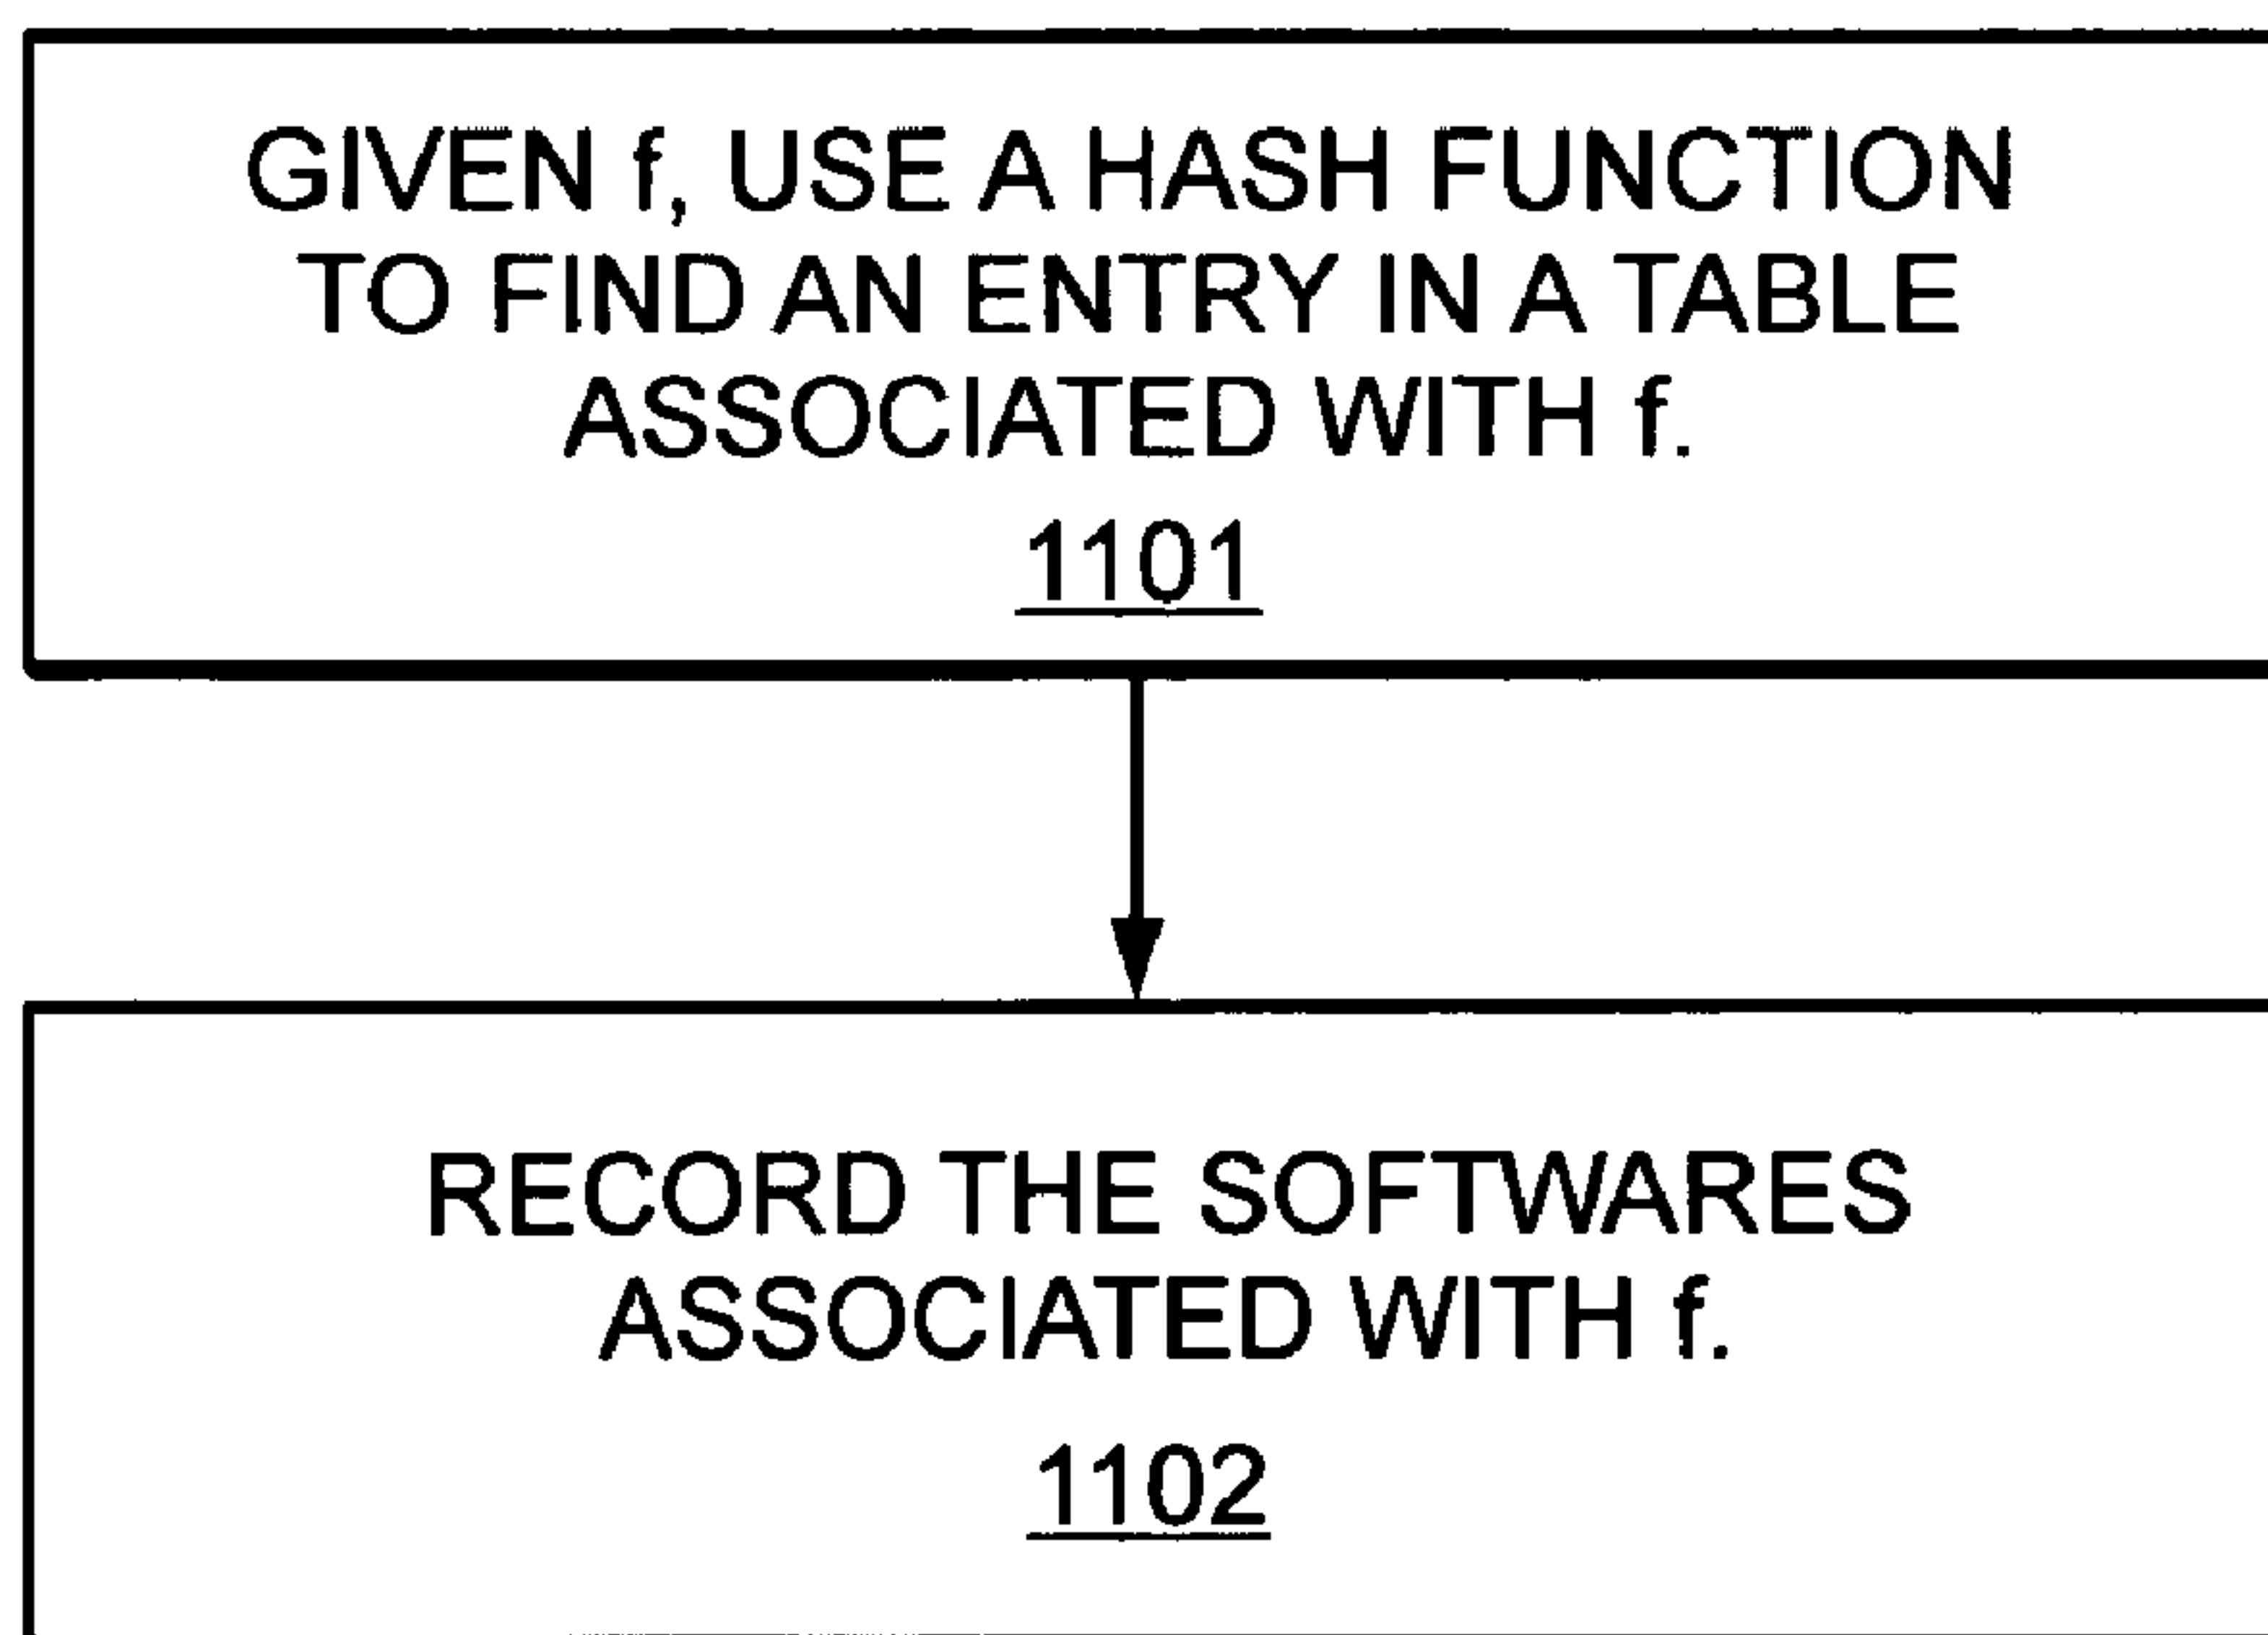 GIVEN f, USE A HASH FUNCTION
TO FIND AN ENTRY IN A TABLE
ASSOCIATED WITH f.
1101
RECORD THE SOFTWARES
ASSOCIATED WITH f.
1102